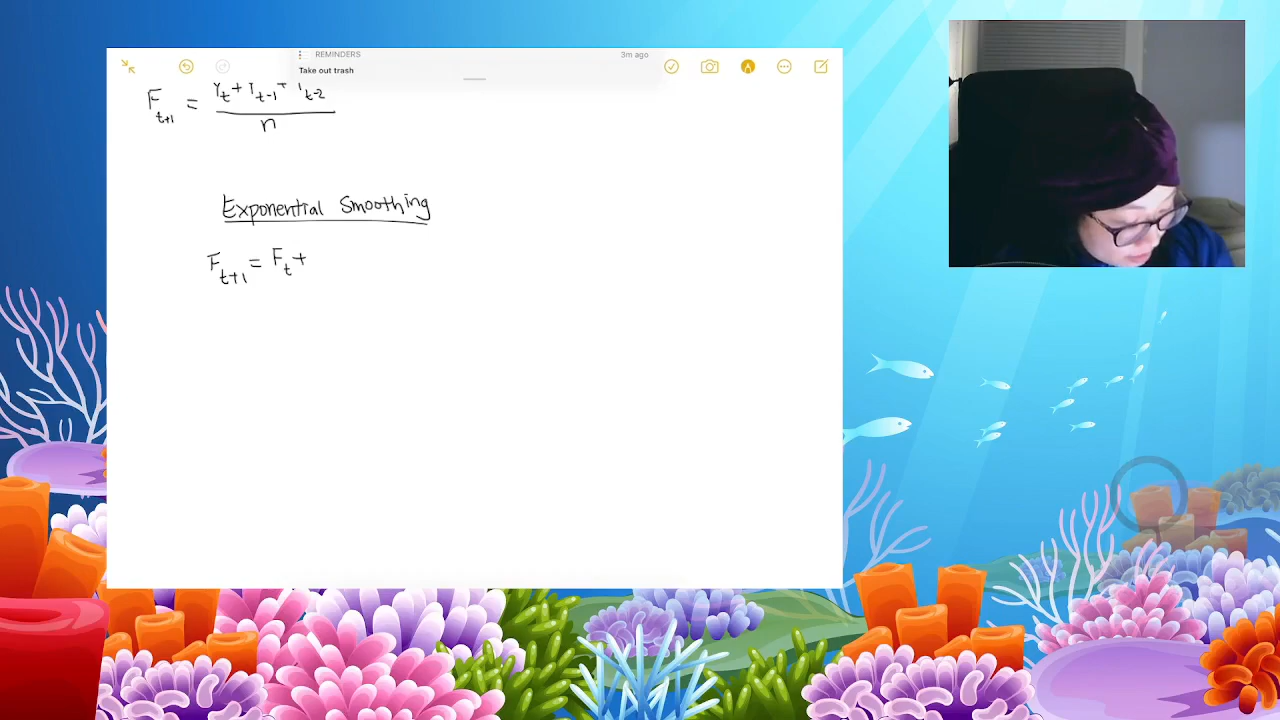 REMINDERS 3m ago
Take out trash
F_{t+1} = Y_t + Y_{t-1} + Y_{t-2}
n
Exponential Smoothing
F_{t+1} = F_t +